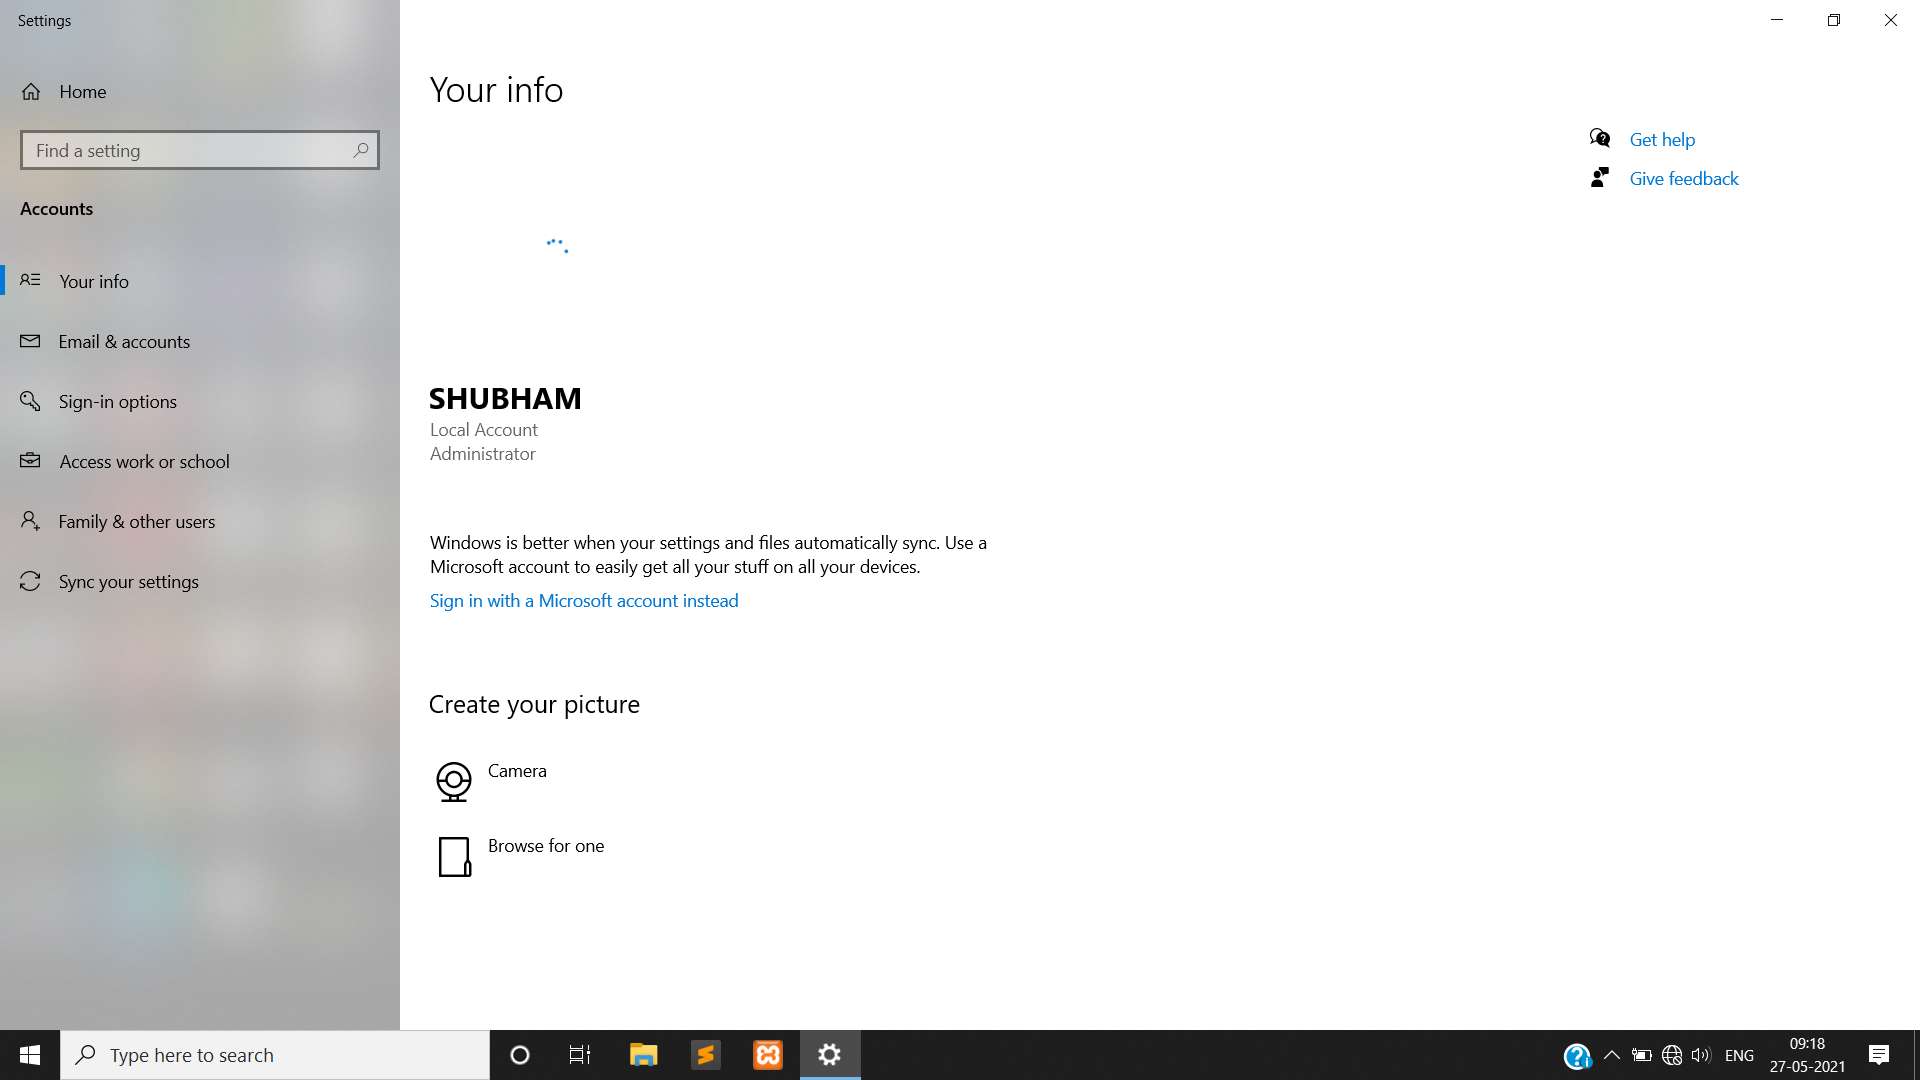 Settings
Home
Find a setting
Accounts
Your info
Email & accounts
Sign-in options
Access work or school
Family & other users
Sync your settings
Your info
Get help
Give feedback
SHUBHAM
Local Account
Administrator
Windows is better when your settings and files automatically sync. Use a
Microsoft account to easily get all your stuff on all your devices.
Sign in with a Microsoft account instead
Create your picture
Camera
Browse for one
Type here to search
ENG
09:18
27-05-2021